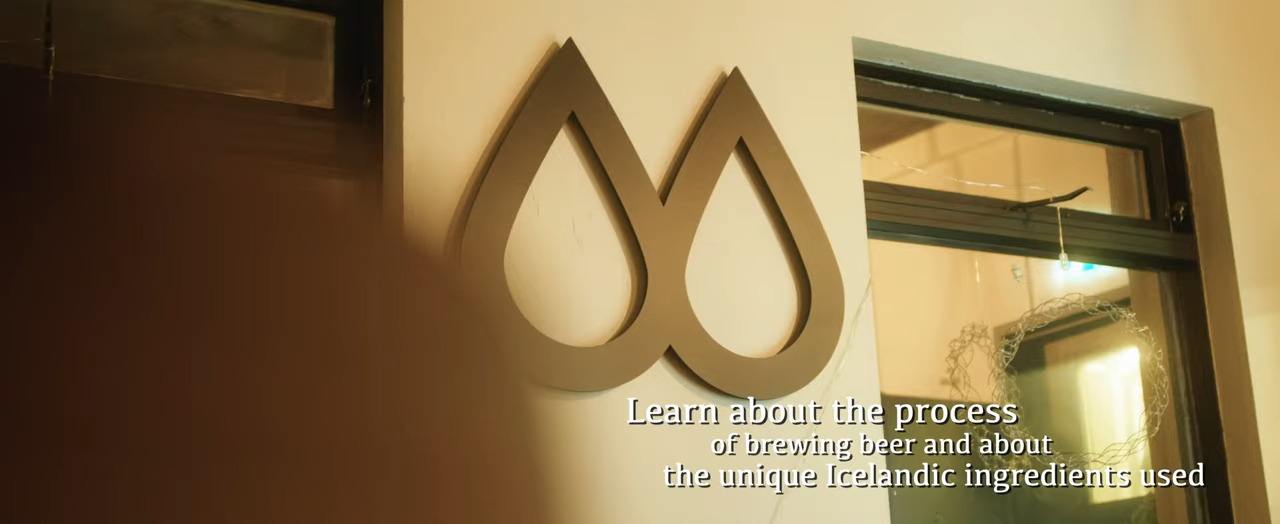 Learn about the process
of brewing beer and about
the unique Icelandic ingredients used